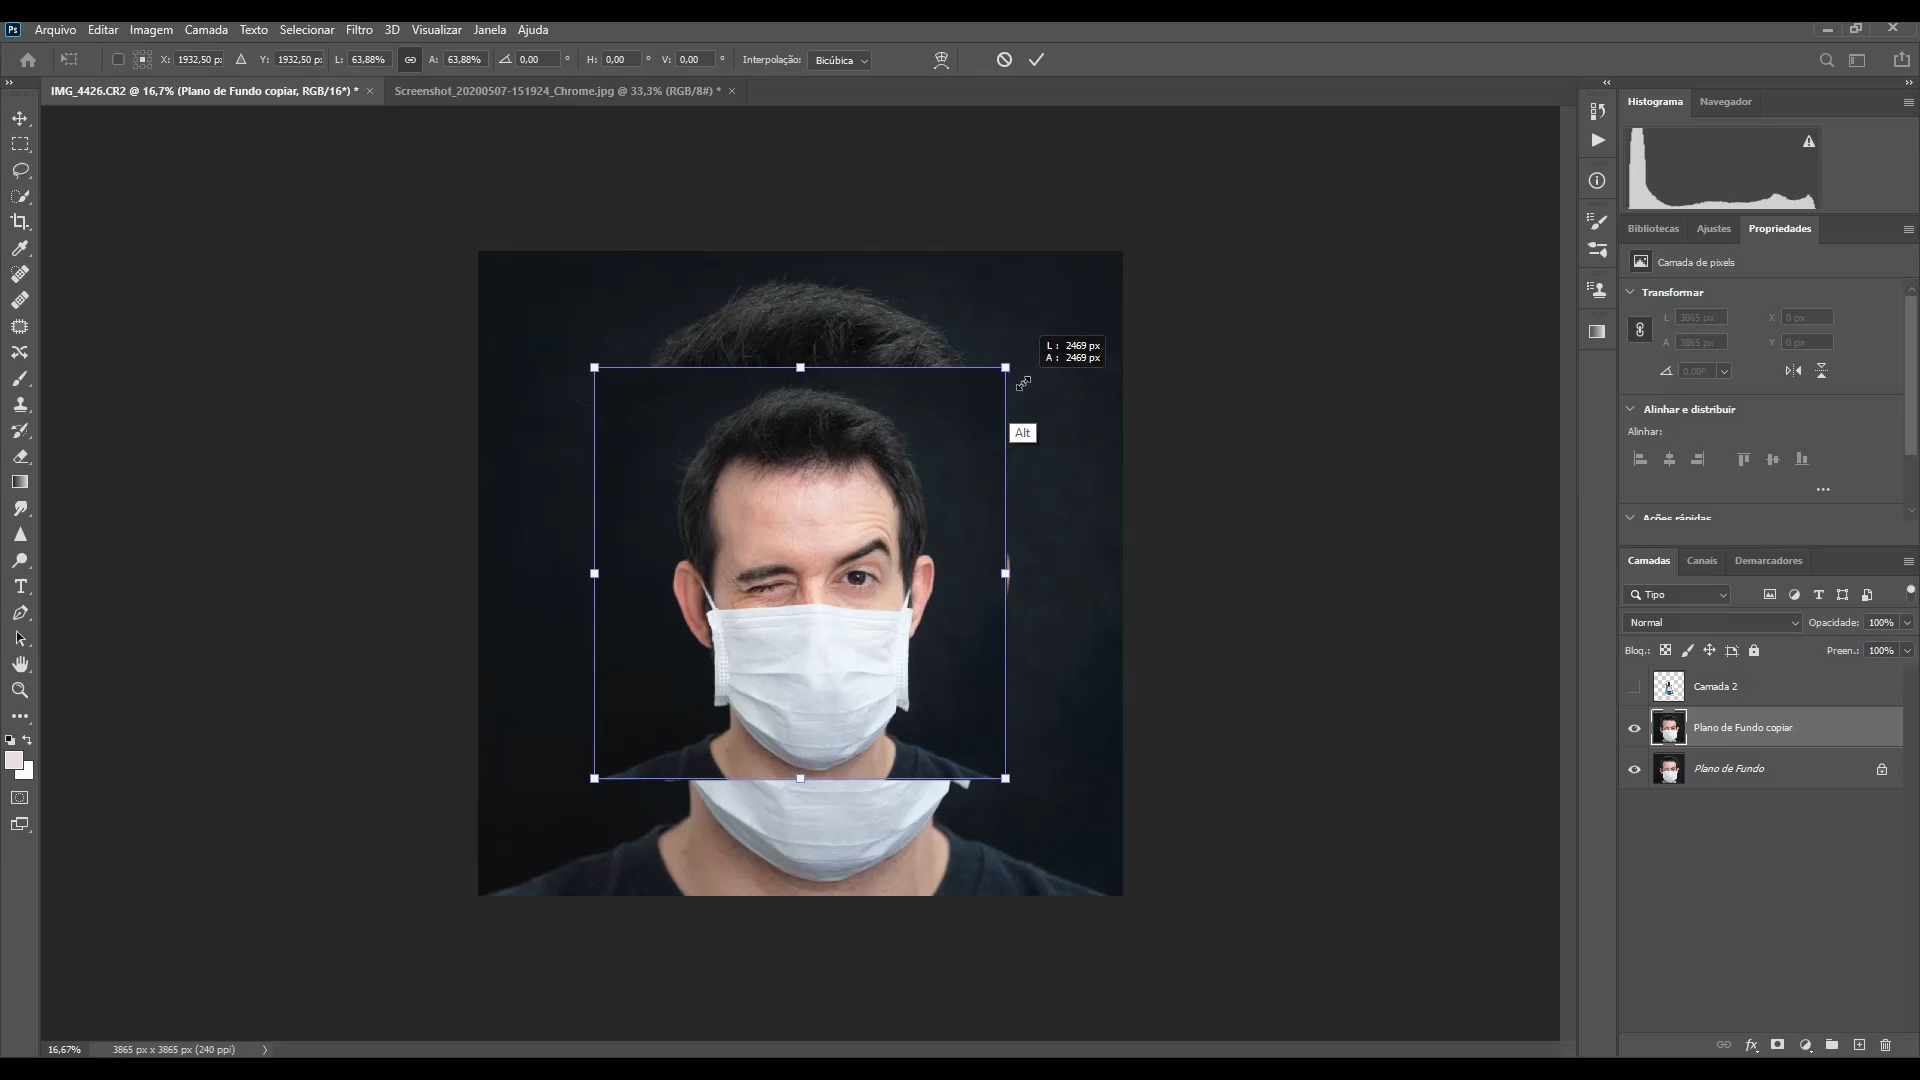 Ps Arquivo Editar Imagem Camada Texto Selecionar Filtro 3D Visualizar Janela Ajuda
X: 1932,50 p: Y: 1932,50 px L: 63,88% A: 63,88% 0,00 ° H: 0,00 ° V: 0,00 ° Interpolação: Bicúbica
IMG_4426.CR2 @ 16,7% (Plano de Fundo copiar, RGB/16*) * × Screenshot_20200507-151924_Chrome.jpg @ 33,3% (RGB/8#) * ×
Histograma Navegador
Bibliotecas Ajustes Propriedades
Camada de pixels
Transformar
L 3865 px X 0 px
A 3865 px Y 0 px
0,00°
Alinhar e distribuir
Alinhar:
Ações rápidas
L : 2469 px
A : 2469 px
Alt
Camadas Canais Demarcadores
Tipo
Normal Opacidade: 100%
Bloq.: Preen.: 100%
Camada 2
Plano de Fundo copiar
Plano de Fundo
16,67% 3865 px x 3865 px (240 ppi)